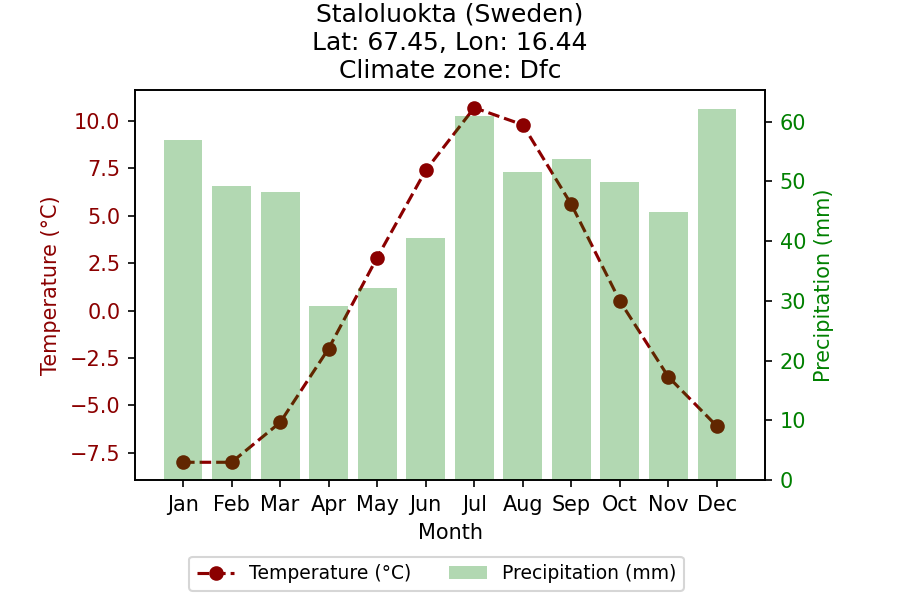 Staloluokta (Sweden)
Lat: 67.45, Lon: 16.44
Climate zone: Dfc
Temperature (°C)
10.0
7.5
5.0
2.5
0.0
−2.5
−5.0
−7.5
Precipitation (mm)
60
50
40
30
20
10
0
Jan Feb Mar Apr May Jun Jul Aug Sep Oct Nov Dec
Month
Temperature (°C) Precipitation (mm)